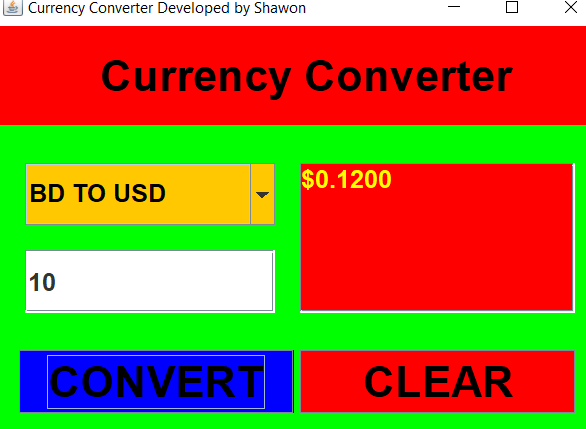 Currency Converter Developed by Shawon
Currency Converter
BD TO USD
$0.1200
10
CONVERT
CLEAR